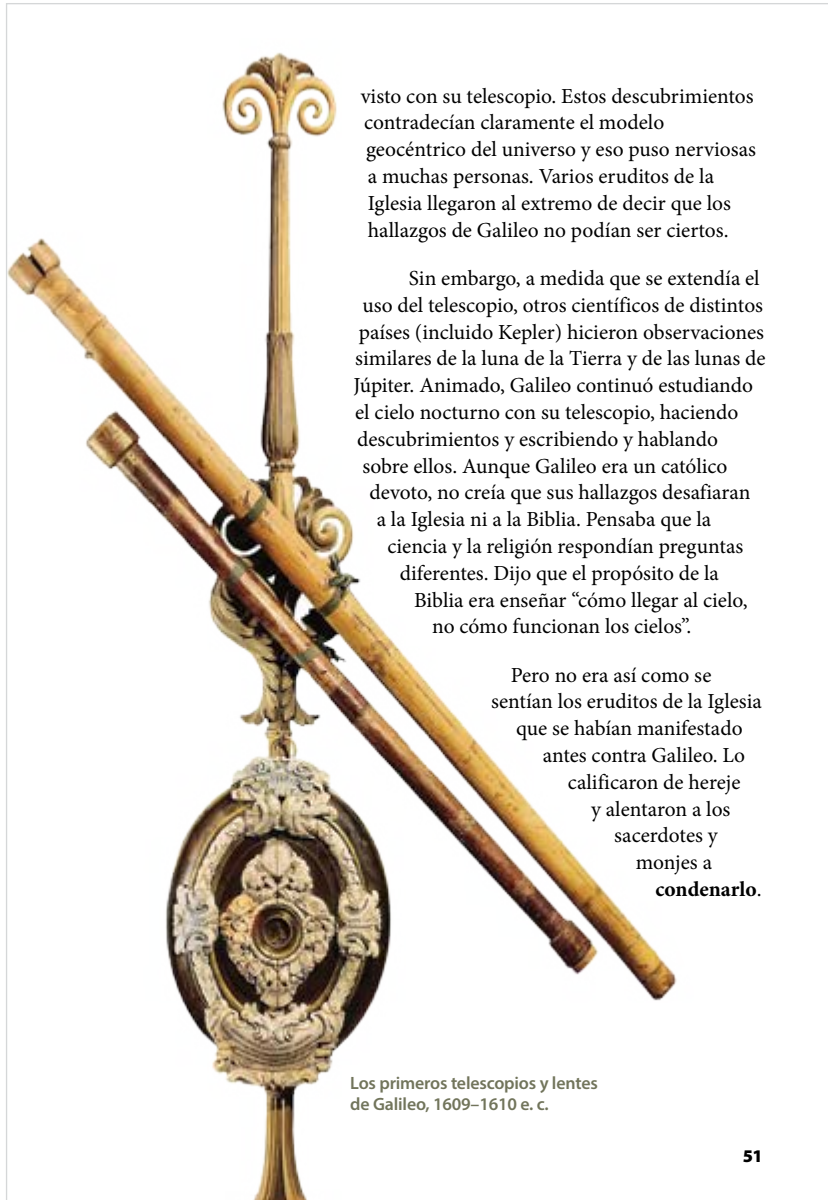 visto con su telescopio. Estos descubrimientos
contradecían claramente el modelo
geocéntrico del universo y eso puso nerviosas
a muchas personas. Varios eruditos de la
Iglesia llegaron al extremo de decir que los
hallazgos de Galileo no podían ser ciertos.
Sin embargo, a medida que se extendía el
uso del telescopio, otros científicos de distintos
países (incluido Kepler) hicieron observaciones
similares de la luna de la Tierra y de las lunas de
Júpiter. Animado, Galileo continuó estudiando
el cielo nocturno con su telescopio, haciendo
descubrimientos y escribiendo y hablando
sobre ellos. Aunque Galileo era un católico
devoto, no creía que sus hallazgos desafiaran
a la Iglesia ni a la Biblia. Pensaba que la
ciencia y la religión respondían preguntas
diferentes. Dijo que el propósito de la
Biblia era enseñar “cómo llegar al cielo,
no cómo funcionan los cielos”.
Pero no era así como se
sentían los eruditos de la Iglesia
que se habían manifestado
antes contra Galileo. Lo
calificaron de hereje
y alentaron a los
sacerdotes y
monjes a
condenarlo.
Los primeros telescopios y lentes
de Galileo, 1609–1610 e. c.
51